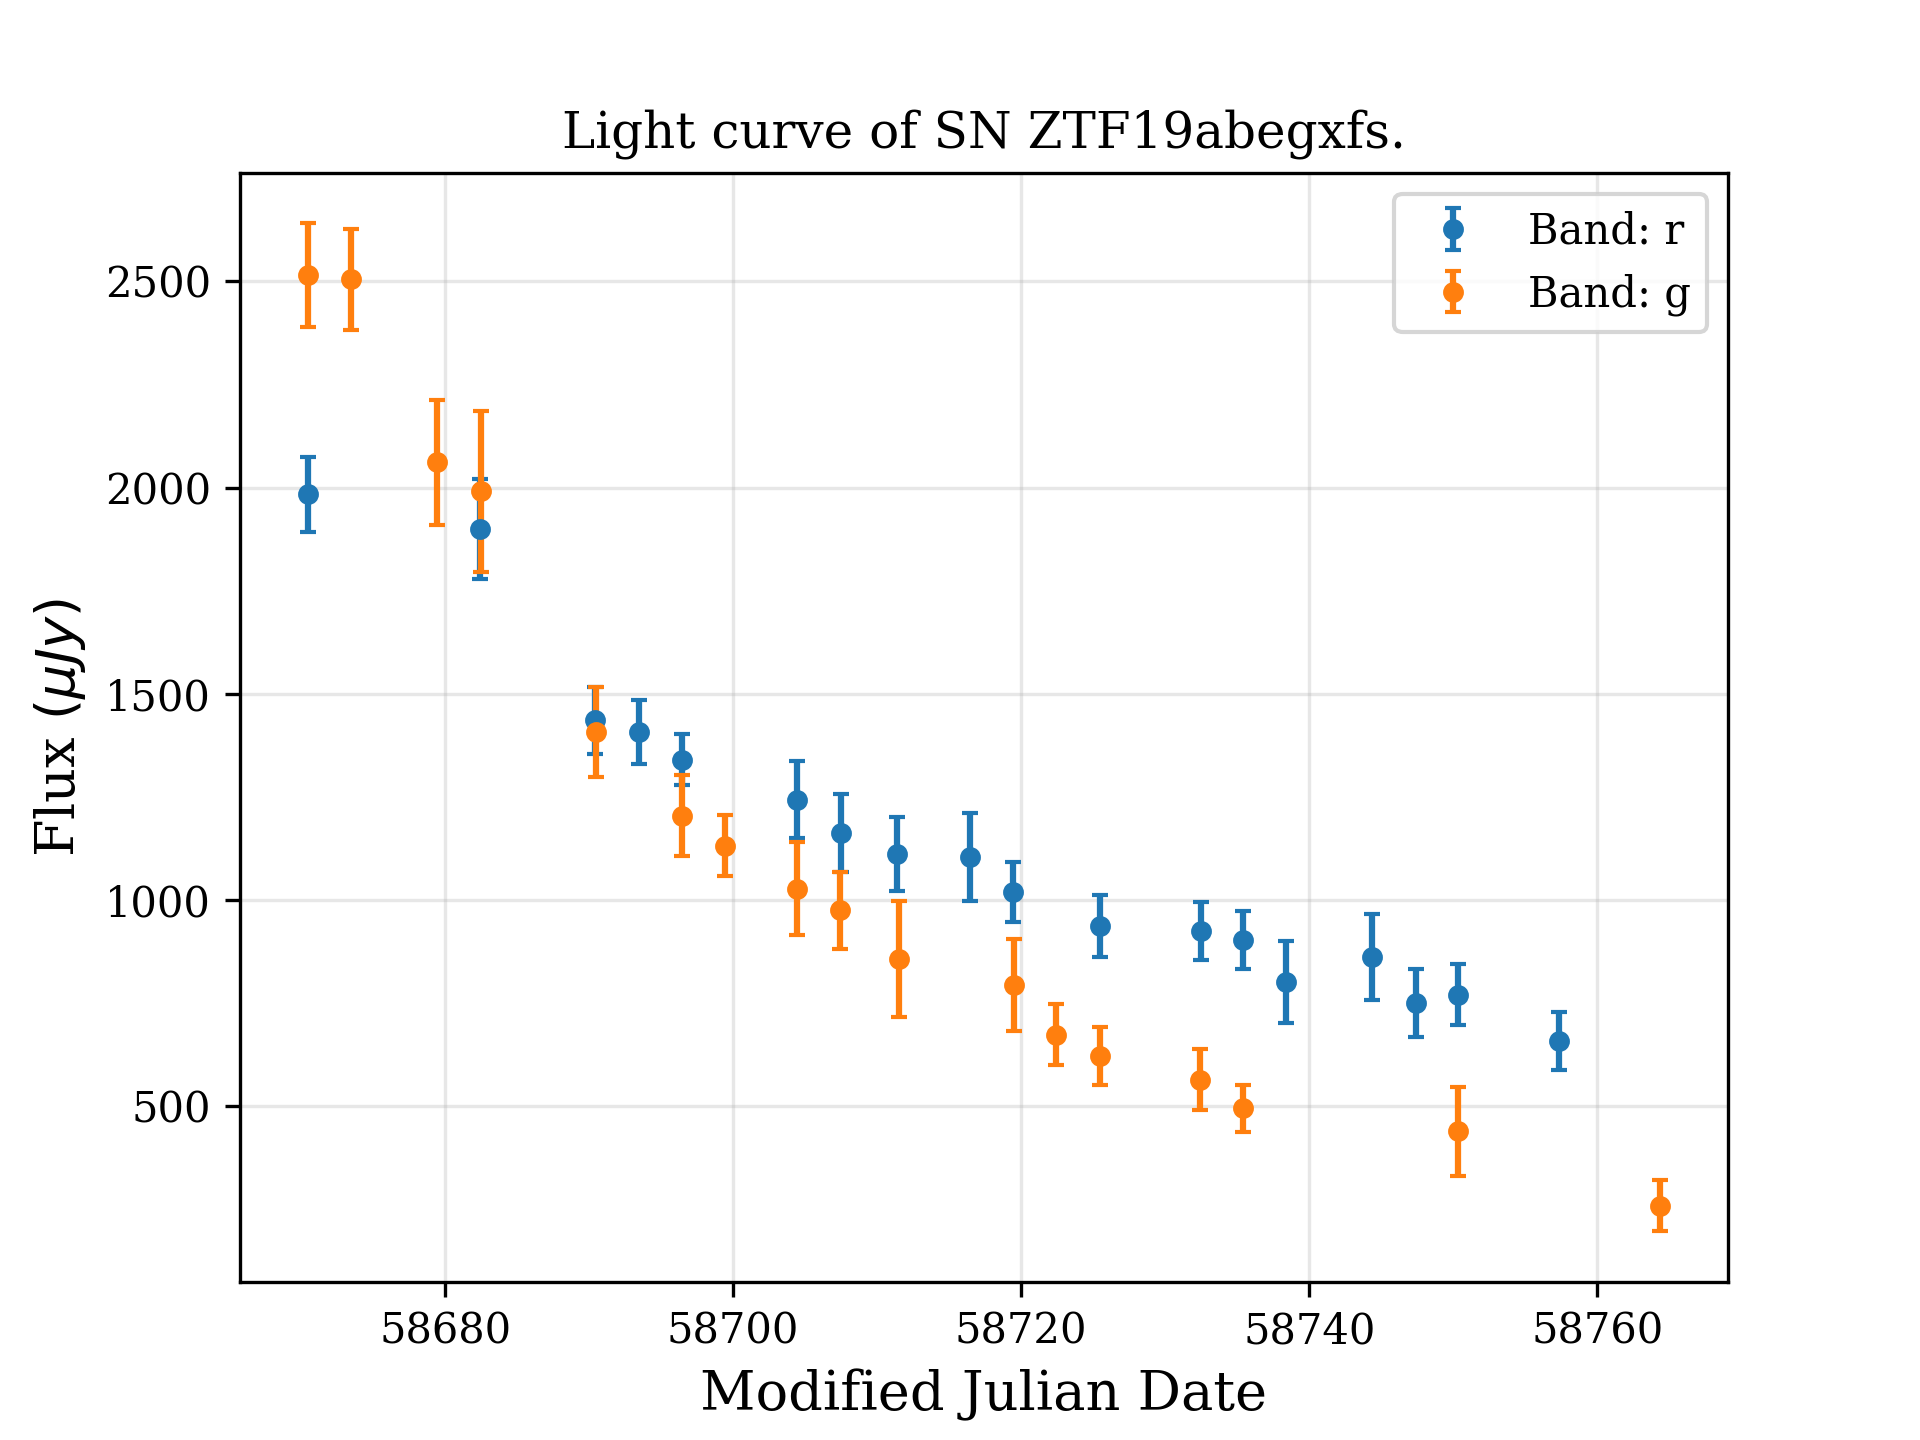 Light curve of SN ZTF19abegxfs.
Band: r
Band: g
Flux (μJy)
2500
2000
1500
1000
500
58680 58700 58720 58740 58760
Modified Julian Date